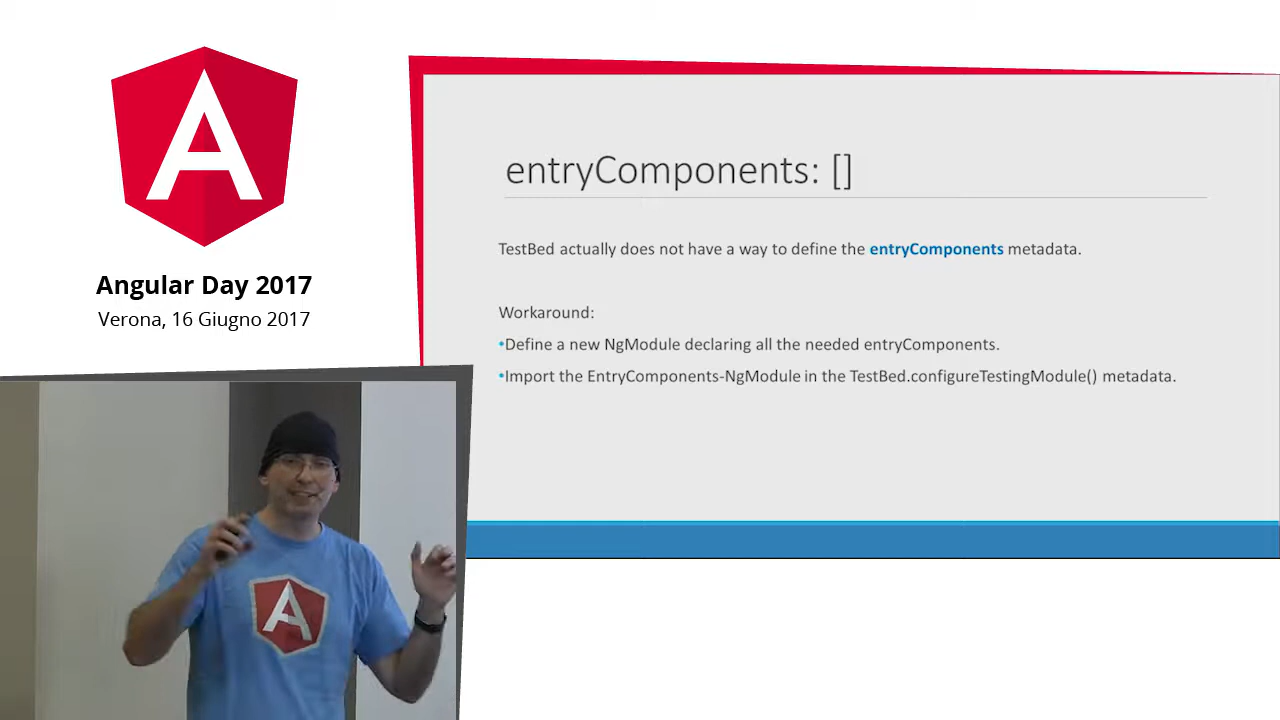 Angular Day 2017
Verona, 16 Giugno 2017
entryComponents: []
TestBed actually does not have a way to define the entryComponents metadata.
Workaround:
•Define a new NgModule declaring all the needed entryComponents.
•Import the EntryComponents-NgModule in the TestBed.configureTestingModule() metadata.